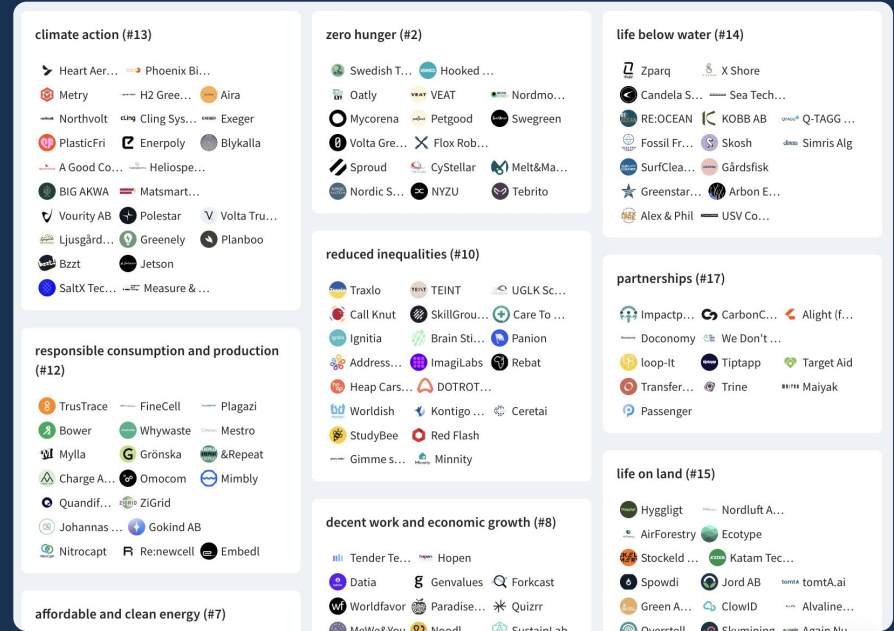 climate action (#13)
Heart Aer... Phoenix Bi...
Metry H2 Gree... Aira
Northvolt Cling Sys... Exeger
PlasticFri Enerpoly Blykalla
A Good Co... Heliospe...
BIG AKWA Matsmart...
Vourity AB Polestar Volta Tru...
Ljusgård... Greenely Planboo
Bzzt Jetson
SaltX Tec... Measure & ...
responsible consumption and production
(#12)
TrusTrace FineCell Plagazi
Bower Whywaste Mestro
Mylla Grönska &Repeat
Charge A... Omocom Mimbly
Quandif... ZiGrid
Johannas ... Gokind AB
Nitrocapt Re:newcell Embedl
affordable and clean energy (#7)
zero hunger (#2)
Swedish T... Hooked ...
Oatly VEAT Nordmo...
Mycorena Petgood Swegreen
Volta Gre... Flox Rob...
Sproud CyStellar Melt&Ma...
Nordic S... NYZU Tebrito
reduced inequalities (#10)
Traxlo TEINT UGLK Sc...
Call Knut SkillGrou... Care To ...
Ignitia Brain Sti... Panion
Address... ImagiLabs Rebat
Heap Cars... DOTROT...
Worldish Kontigo ... Ceretai
StudyBee Red Flash
Gimme s... Minnity
decent work and economic growth (#8)
Tender Te... Hopen
Datia Genvalues Forkcast
Worldfavor Paradise... Quizrr
MeWe&You Noodl SustainLab
life below water (#14)
Zparq X Shore
Candela S... Sea Tech...
RE:OCEAN KOBB AB Q-TAGG ...
Fossil Fr... Skosh Simris Alg
SurfClea... Gårdsfisk
Greenstar... Arbon E...
Alex & Phil USV Co...
partnerships (#17)
Impactp... CarbonC... Alight (f...
Doconomy We Don't ...
loop-It Tiptapp Target Aid
Transfer... Trine Maiyak
Passenger
life on land (#15)
Hyggligt Nordluft A...
AirForestry Ecotype
Stockeld ... Katam Tec...
Spowdi Jord AB tomtA.ai
Green A... ClowID Alvaline...
Overstell Skymining Again Nu